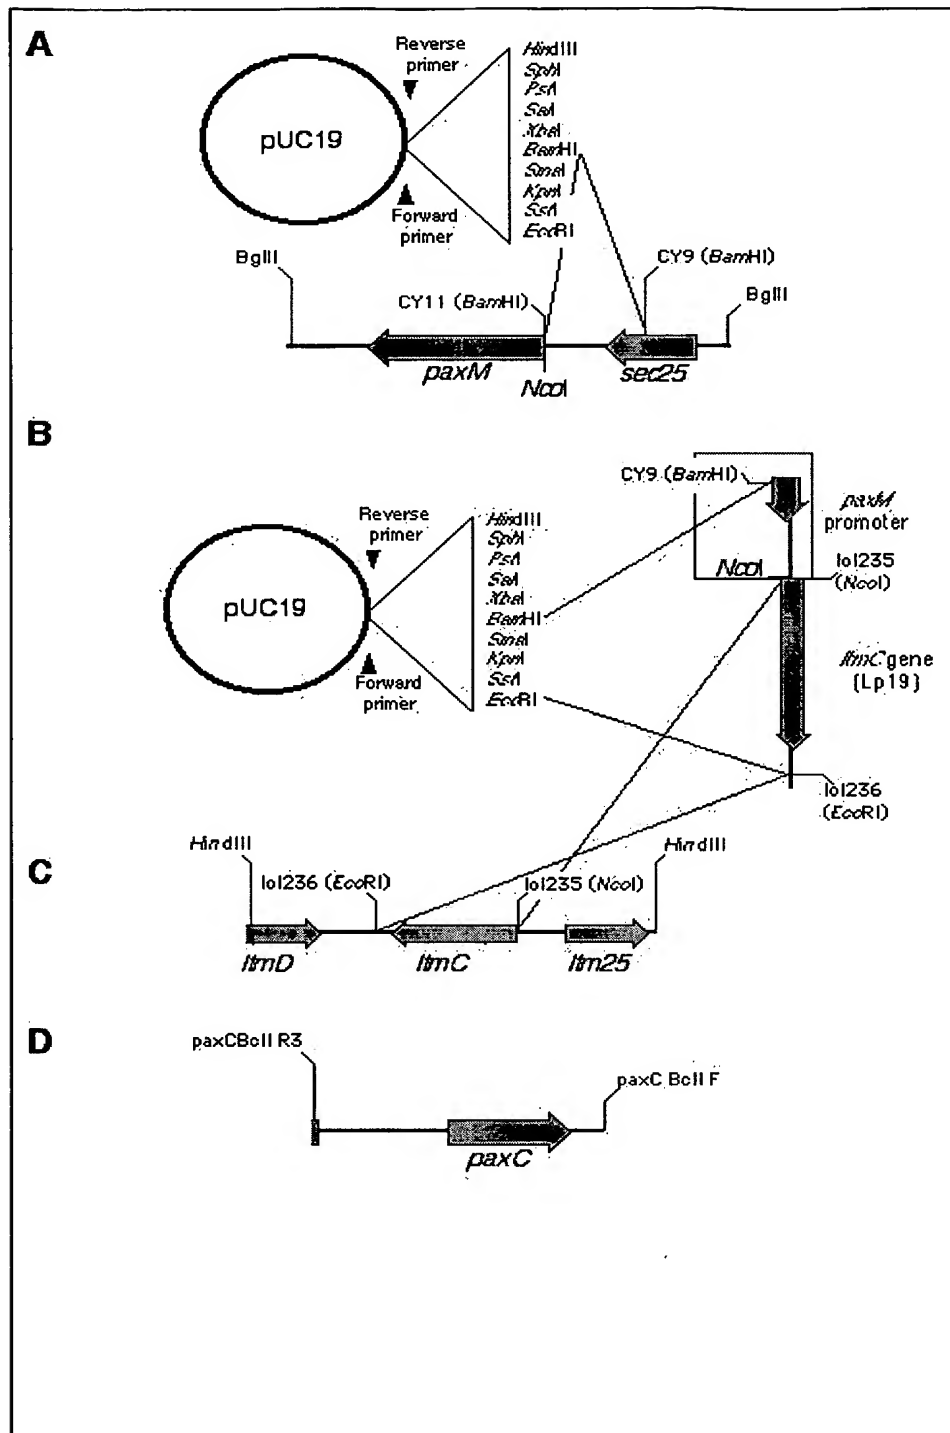 A
Reverse
primer
pUC19
Forward
primer
HindIII
SphI
PstI
SalI
XbaI
BamHI
SmaI
KpnI
SstI
EcoRI
BglII
CY11 (BamHI)
CY9 (BamHI)
BglII
paxM
NcoI
sec25
B
CY9 (BamHI)
paxM
promoter
NcoI
lol235
(NcoI)
Reverse
primer
pUC19
Forward
primer
HindIII
SphI
PstI
SalI
XbaI
BamHI
SmaI
KpnI
SstI
EcoRI
ltmC gene
(Lp19)
lol236
(EcoRI)
C
HindIII
lol236 (EcoRI)
lol235 (NcoI)
HindIII
ltmD
ltmC
ltm25
D
paxCBclI R3
paxC BclI F
paxC